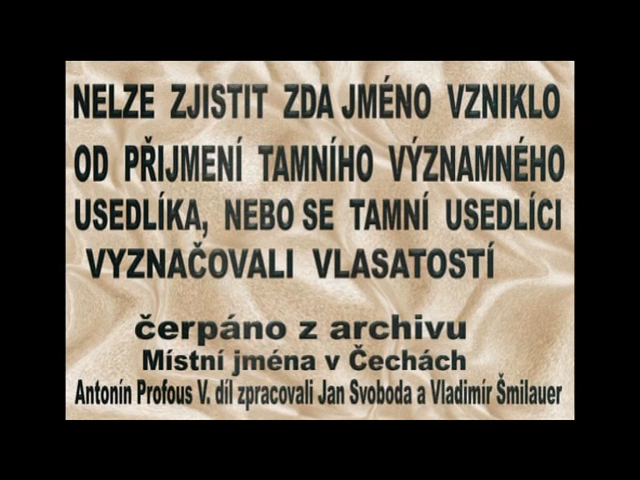 NELZE ZJISTIT ZDA JMÉNO VZNIKLO
OD PŘIJMENÍ TAMNÍHO VÝZNAMNÉHO
USEDLÍKA, NEBO SE TAMNÍ USEDLÍCI
VYZNAČOVALI VLASATOSTÍ
čerpáno z archivu
Místní jména v Čechách
Antonín Profous V. díl zpracovali Jan Svoboda a Vladimír Šmilauer